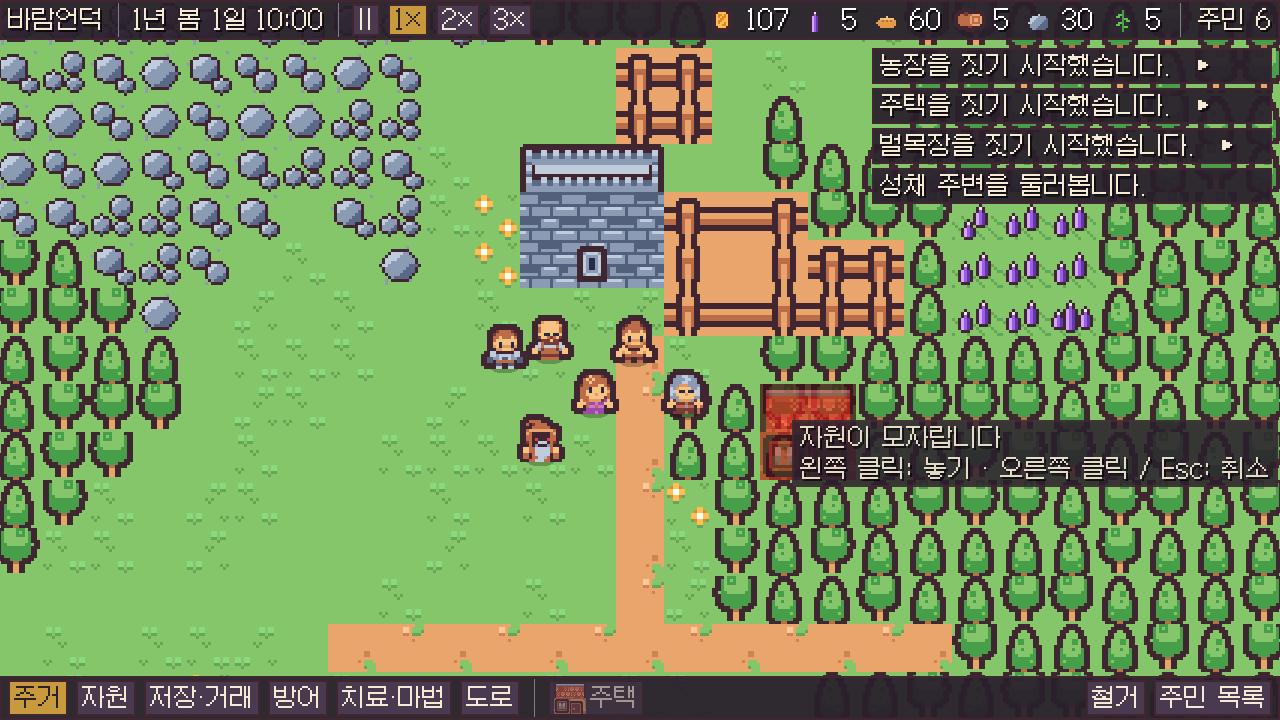 바람언덕 1년 봄 1일 10:00 1× 2× 3× 107 5 60 5 30 5 주민 6
농장을 짓기 시작했습니다. ▶
주택을 짓기 시작했습니다. ▶
벌목장을 짓기 시작했습니다. ▶
성채 주변을 둘러봅니다.
자원이 모자랍니다
왼쪽 클릭: 놓기 · 오른쪽 클릭 / Esc: 취소
주거 자원 저장·거래 방어 치료·마법 도로 주택 철거 주민 목록